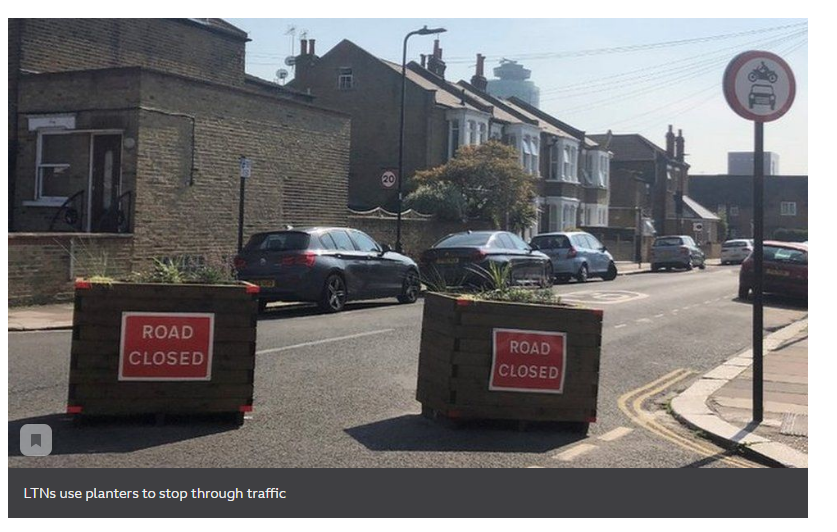 20
ROAD
CLOSED
ROAD
CLOSED
LTNs use planters to stop through traffic